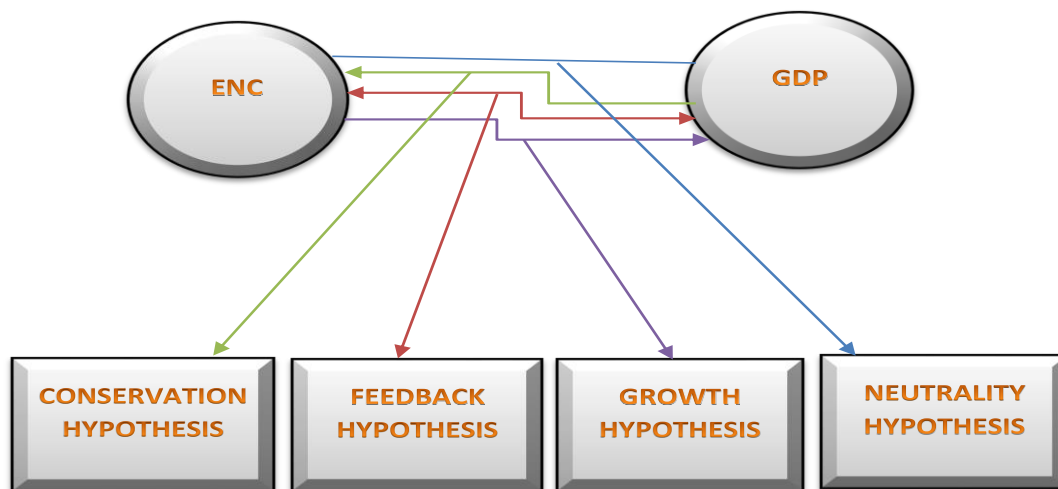 ENC
GDP
CONSERVATION
HYPOTHESIS
FEEDBACK
HYPOTHESIS
GROWTH
HYPOTHESIS
NEUTRALITY
HYPOTHESIS